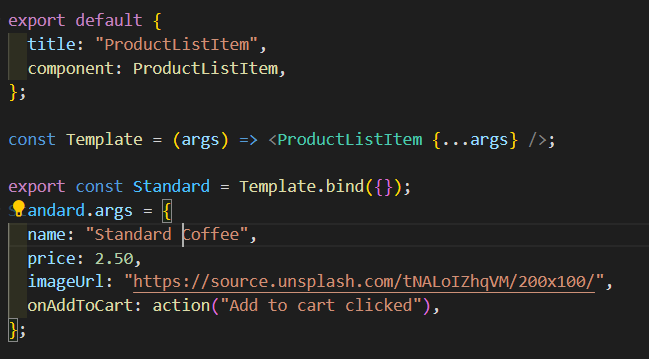 export default {
  title: "ProductListItem",
  component: ProductListItem,
};
const Template = (args) => <ProductListItem {...args} />;
export const Standard = Template.bind({});
andard.args = {
  name: "Standard Coffee",
  price: 2.50,
  imageUrl: "https://source.unsplash.com/tNALoIZhqVM/200x100/",
  onAddToCart: action("Add to cart clicked"),
};